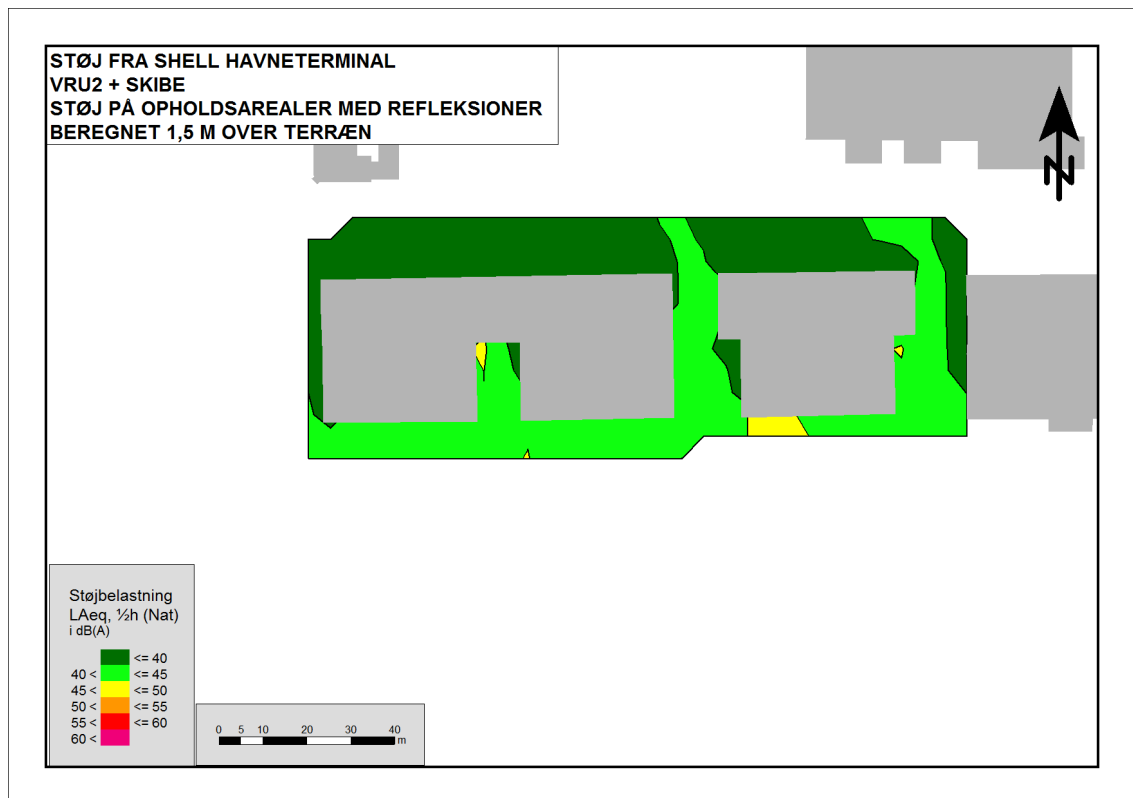 STØJ FRA SHELL HAVNETERMINAL
VRU2 + SKIBE
STØJ PÅ OPHOLDSAREALER MED REFLEKSIONER
BEREGNET 1,5 M OVER TERRÆN
N
Støjbelastning
LAeq, ½h (Nat)
i dB(A)
<= 40
40 < <= 45
45 < <= 50
50 < <= 55
55 < <= 60
60 <
0 5 10 20 30 40
m